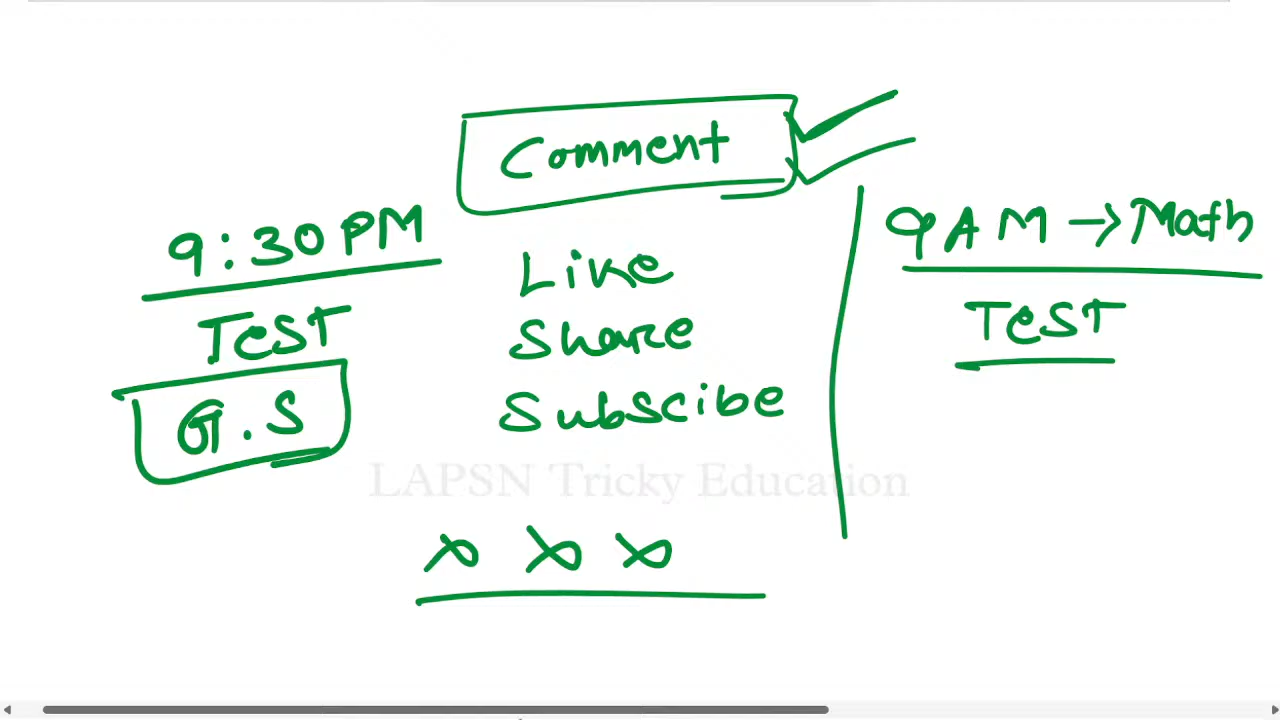 Comment
9:30 PM
TEST
G.S
Like
Share
Subscibe
9 AM → Math
TEST
LAPSN Tricky Education
x x x